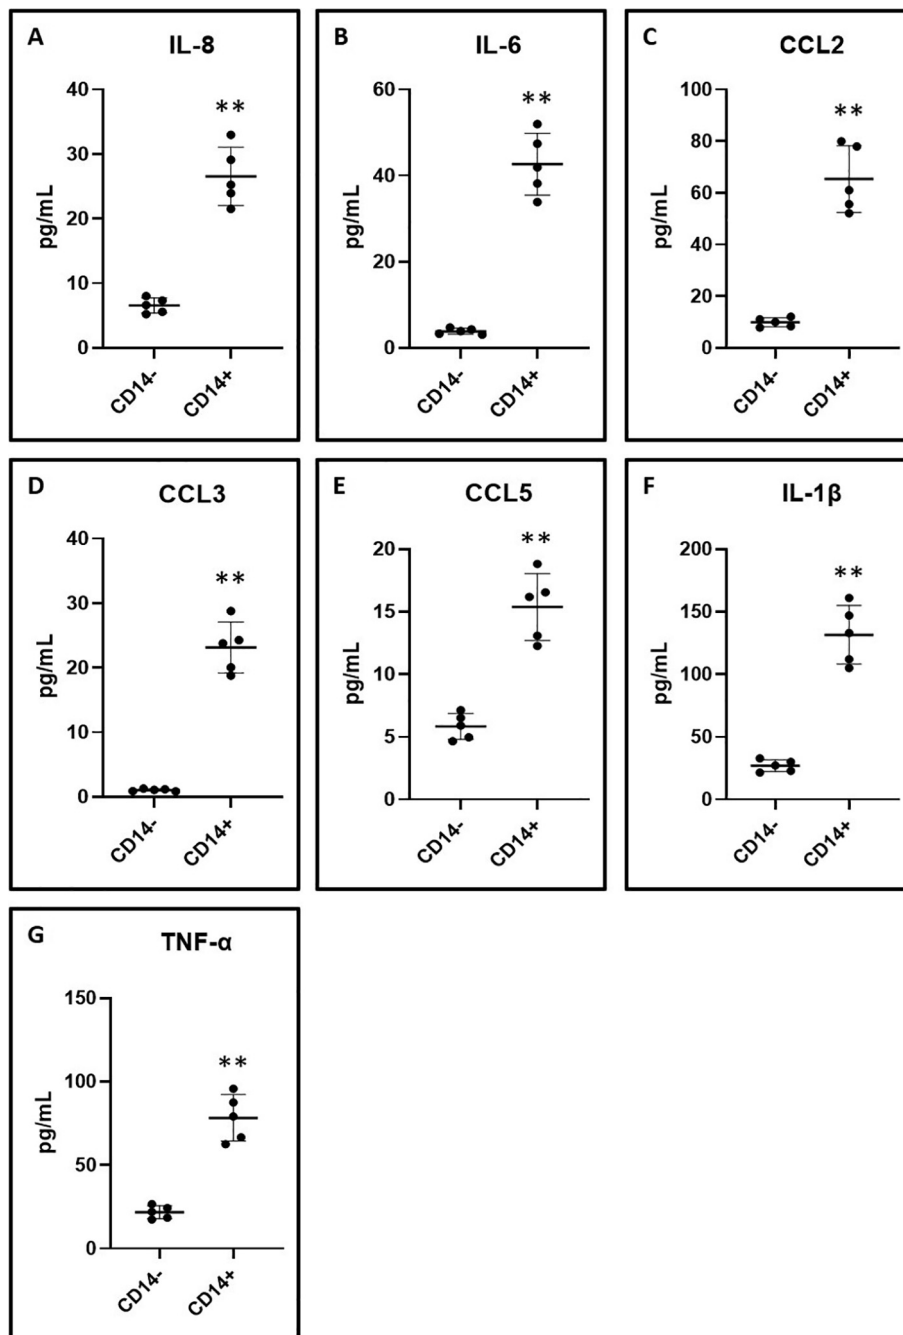 A
IL-8
40
30
20
10
0
pg/mL
**
CD14-
CD14+
B
IL-6
60
40
20
0
pg/mL
**
CD14-
CD14+
C
CCL2
100
80
60
40
20
0
pg/mL
**
CD14-
CD14+
D
CCL3
40
30
20
10
0
pg/mL
**
CD14-
CD14+
E
CCL5
20
15
10
5
0
pg/mL
**
CD14-
CD14+
F
IL-1β
200
150
100
50
0
pg/mL
**
CD14-
CD14+
G
TNF-α
150
100
50
0
pg/mL
**
CD14-
CD14+